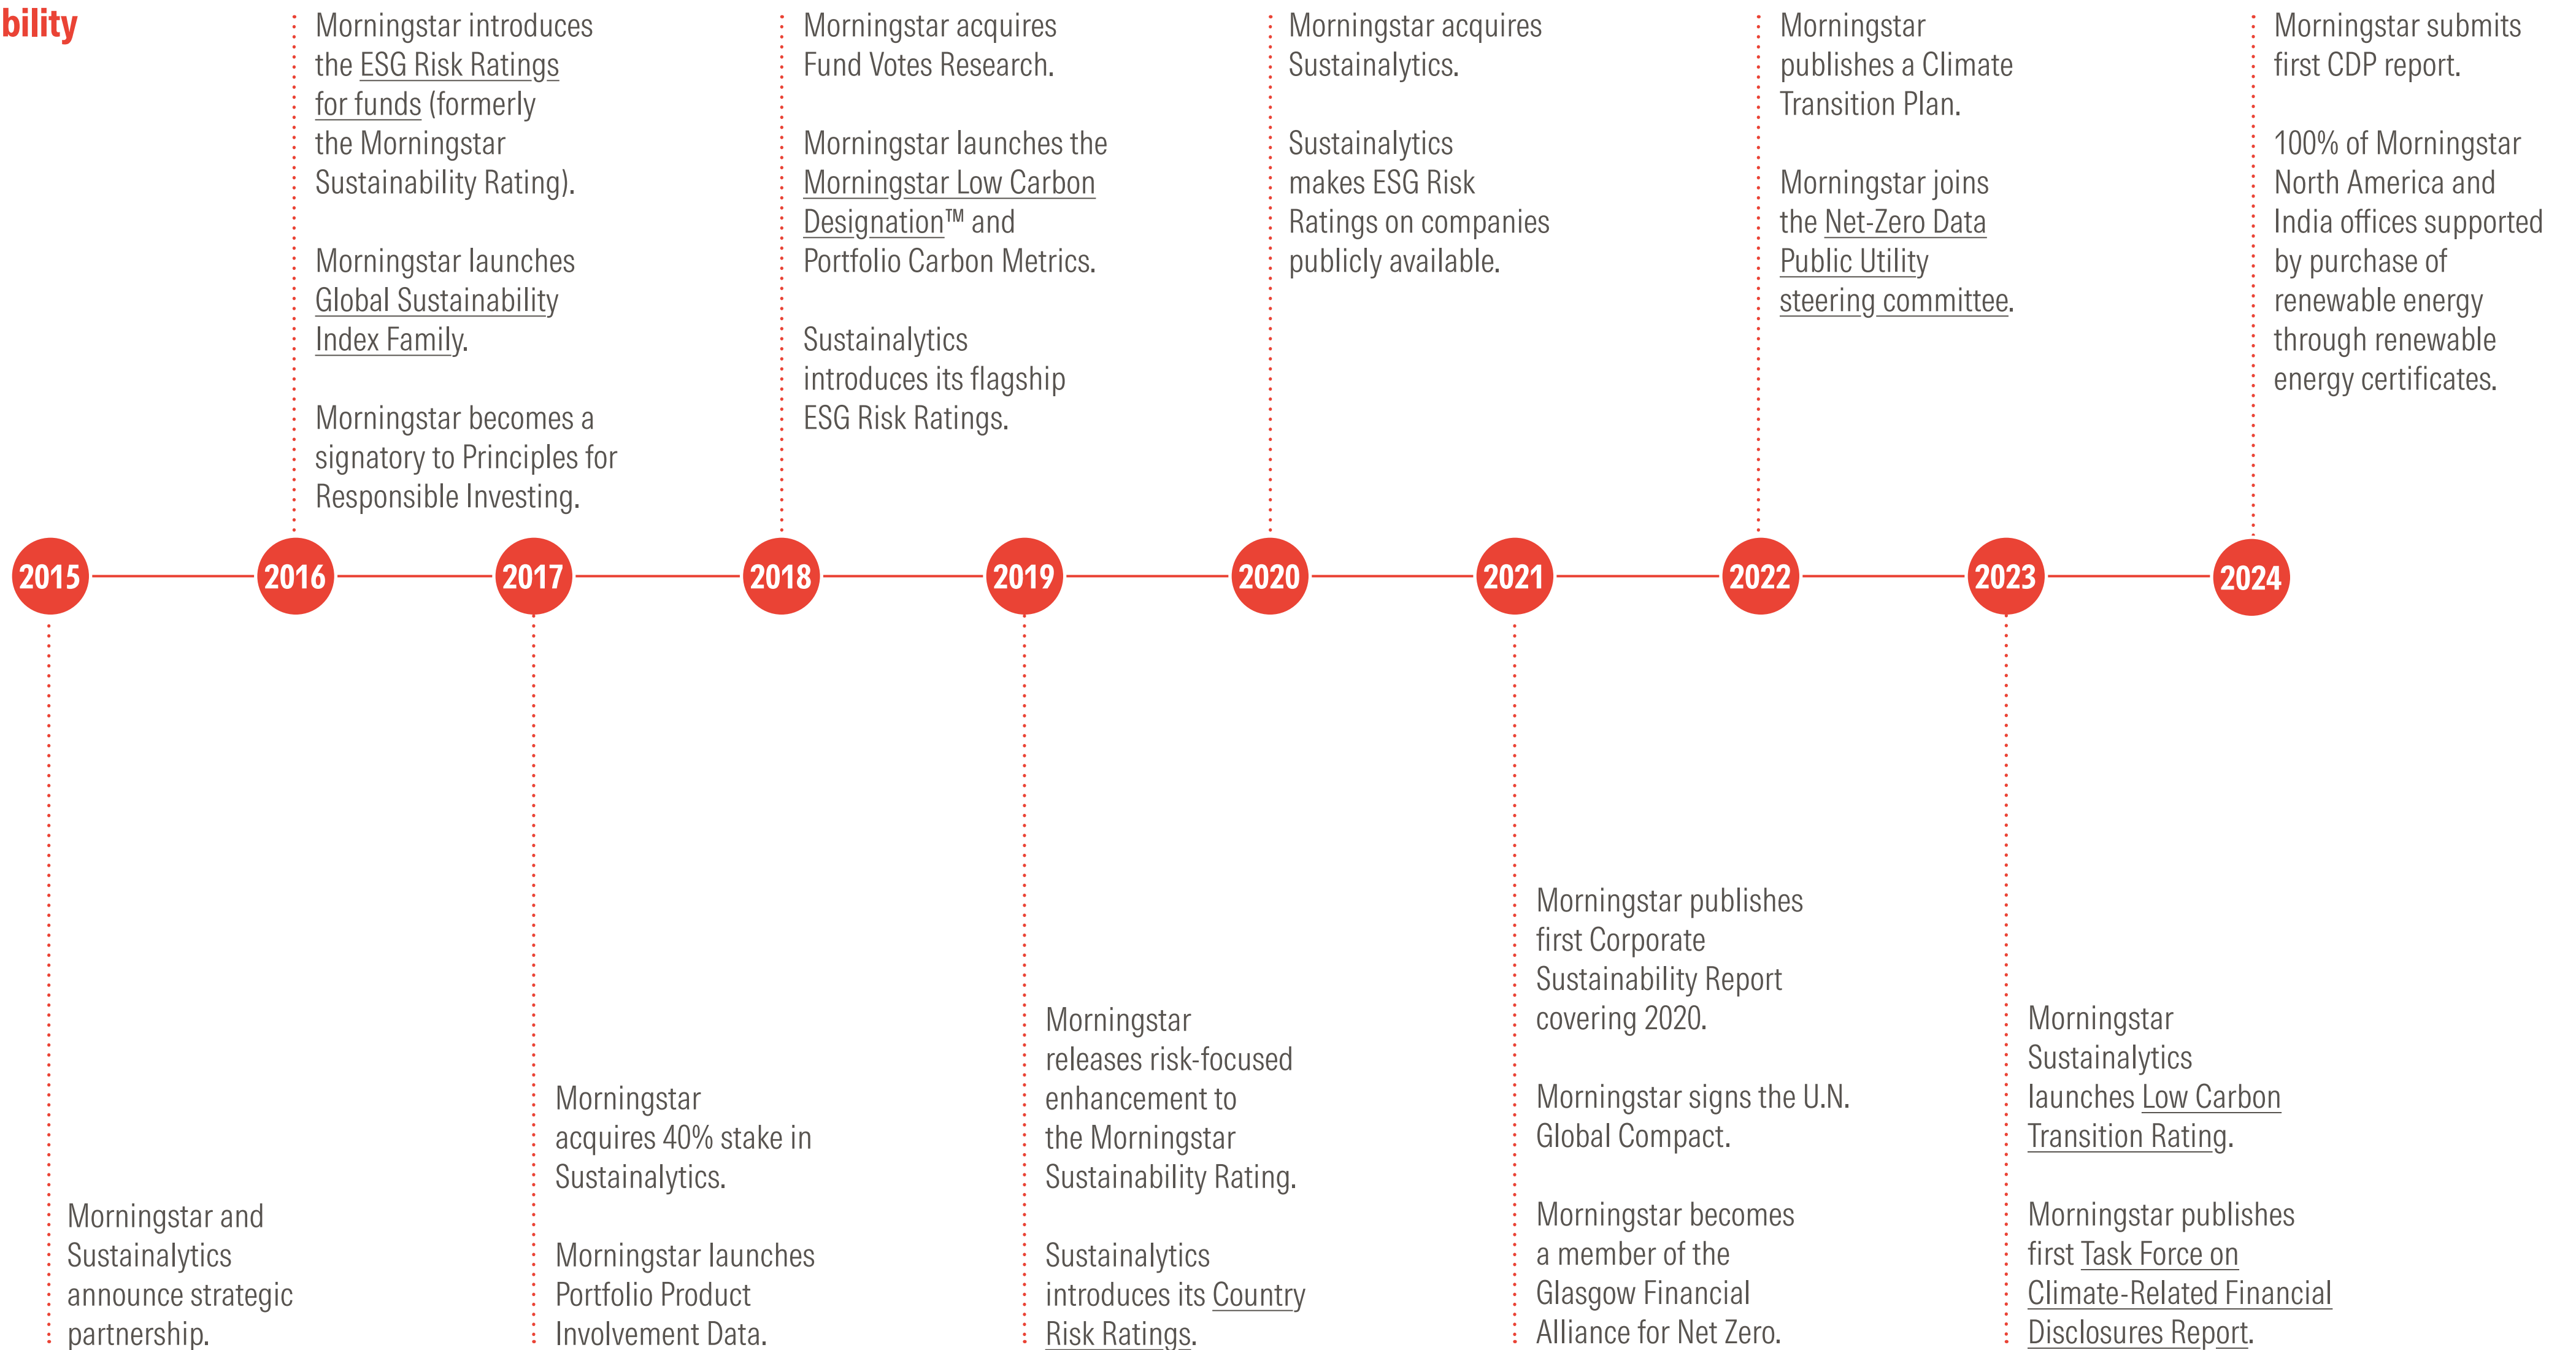 bility
Morningstar introduces
the ESG Risk Ratings
for funds (formerly
the Morningstar
Sustainability Rating).
Morningstar launches
Global Sustainability
Index Family.
Morningstar becomes a
signatory to Principles for
Responsible Investing.
Morningstar acquires
Fund Votes Research.
Morningstar launches the
Morningstar Low Carbon
Designation™ and
Portfolio Carbon Metrics.
Sustainalytics
introduces its flagship
ESG Risk Ratings.
Morningstar acquires
Sustainalytics.
Sustainalytics
makes ESG Risk
Ratings on companies
publicly available.
Morningstar
publishes a Climate
Transition Plan.
Morningstar joins
the Net-Zero Data
Public Utility
steering committee.
Morningstar submits
first CDP report.
100% of Morningstar
North America and
India offices supported
by purchase of
renewable energy
through renewable
energy certificates.
2015
2016
2017
2018
2019
2020
2021
2022
2023
2024
Morningstar and
Sustainalytics
announce strategic
partnership.
Morningstar
acquires 40% stake in
Sustainalytics.
Morningstar launches
Portfolio Product
Involvement Data.
Morningstar
releases risk-focused
enhancement to
the Morningstar
Sustainability Rating.
Sustainalytics
introduces its Country
Risk Ratings.
Morningstar publishes
first Corporate
Sustainability Report
covering 2020.
Morningstar signs the U.N.
Global Compact.
Morningstar becomes
a member of the
Glasgow Financial
Alliance for Net Zero.
Morningstar
Sustainalytics
launches Low Carbon
Transition Rating.
Morningstar publishes
first Task Force on
Climate-Related Financial
Disclosures Report.